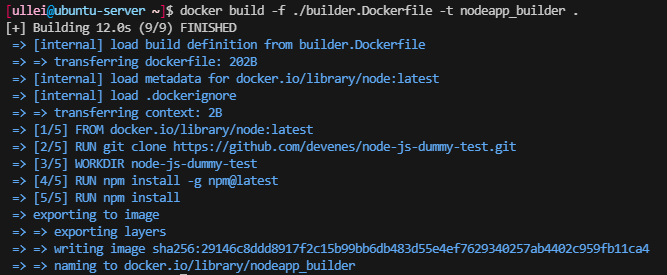 [ullei@ubuntu-server ~]$ docker build -f ./builder.Dockerfile -t nodeapp_builder .
[+] Building 12.0s (9/9) FINISHED
=> [internal] load build definition from builder.Dockerfile
=> => transferring dockerfile: 202B
=> [internal] load metadata for docker.io/library/node:latest
=> [internal] load .dockerignore
=> => transferring context: 2B
=> [1/5] FROM docker.io/library/node:latest
=> [2/5] RUN git clone https://github.com/devenes/node-js-dummy-test.git
=> [3/5] WORKDIR node-js-dummy-test
=> [4/5] RUN npm install -g npm@latest
=> [5/5] RUN npm install
=> exporting to image
=> => exporting layers
=> => writing image sha256:29146c8ddd8917f2c15b99bb6db483d55e4ef7629340257ab4402c959fb11ca4
=> => naming to docker.io/library/nodeapp_builder